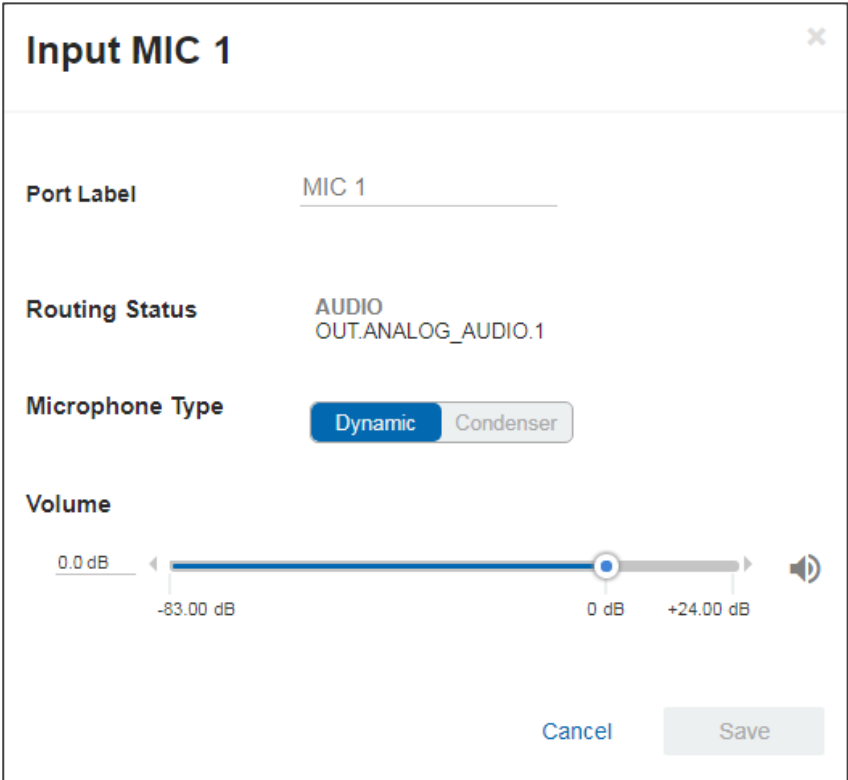 Input MIC 1
Port Label
MIC 1
Routing Status
AUDIO
OUT.ANALOG_AUDIO.1
Microphone Type
Dynamic
Condenser
Volume
0.0 dB
-83.00 dB
0 dB
+24.00 dB
Cancel
Save